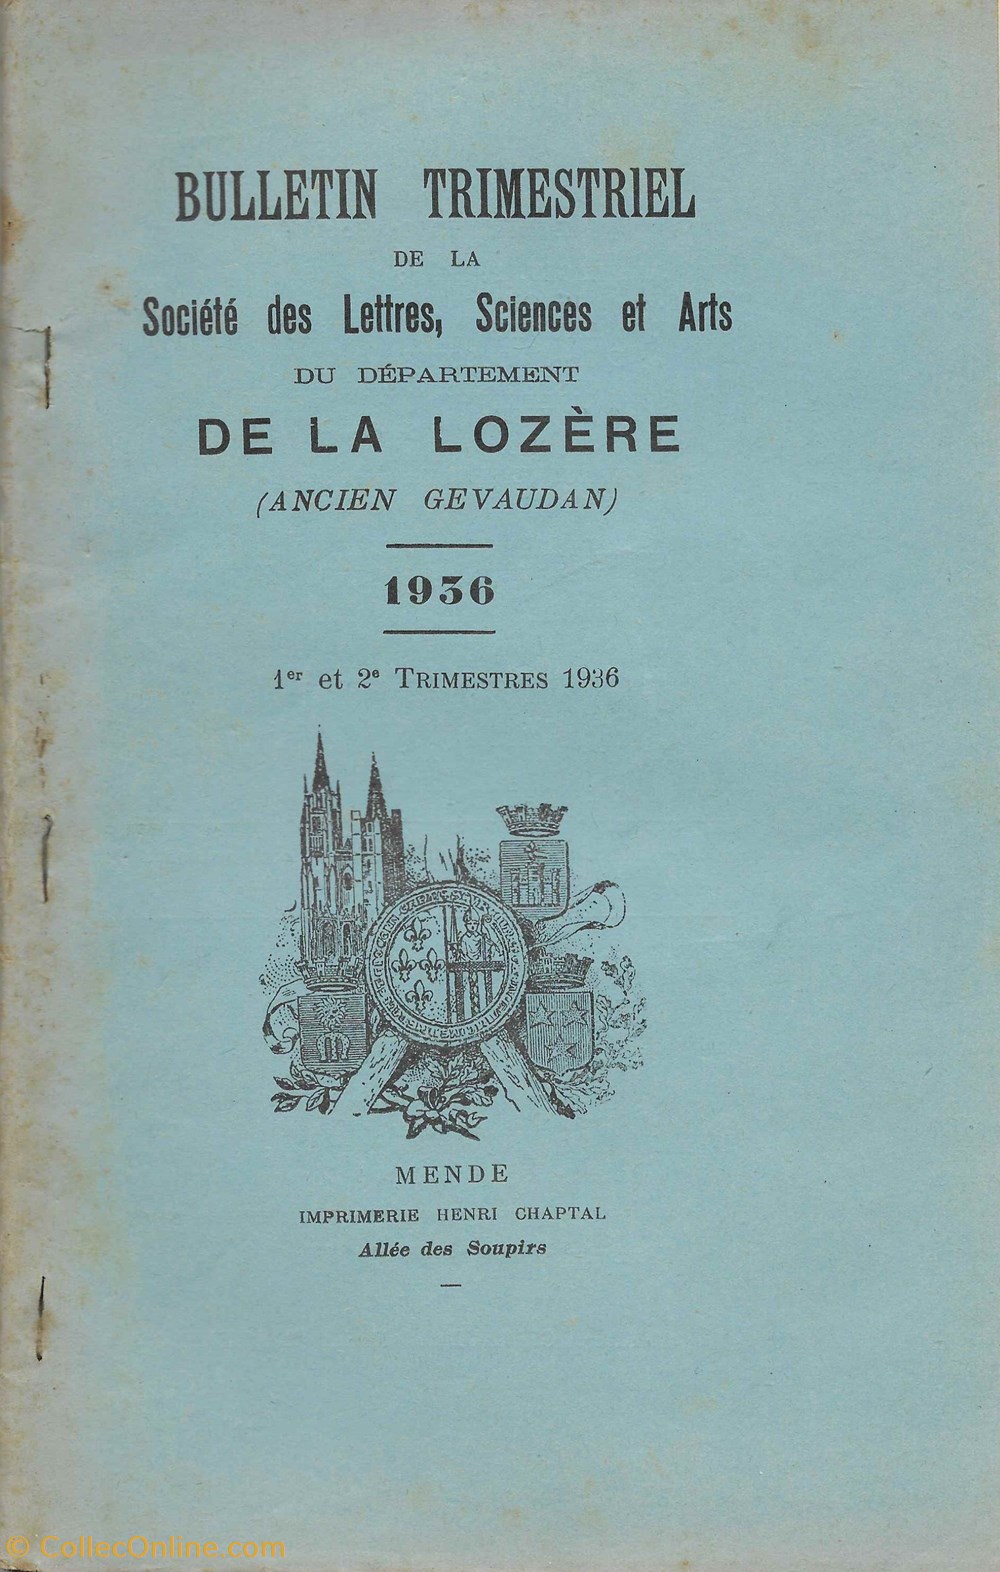 BULLETIN TRIMESTRIEL
DE LA
Société des Lettres, Sciences et Arts
DU DÉPARTEMENT
DE LA LOZÈRE
(ANCIEN GEVAUDAN)
1936
1er et 2e TRIMESTRES 1936
MENDE
IMPRIMERIE HENRI CHAPTAL
Allée des Soupirs
© CollecOnline.com